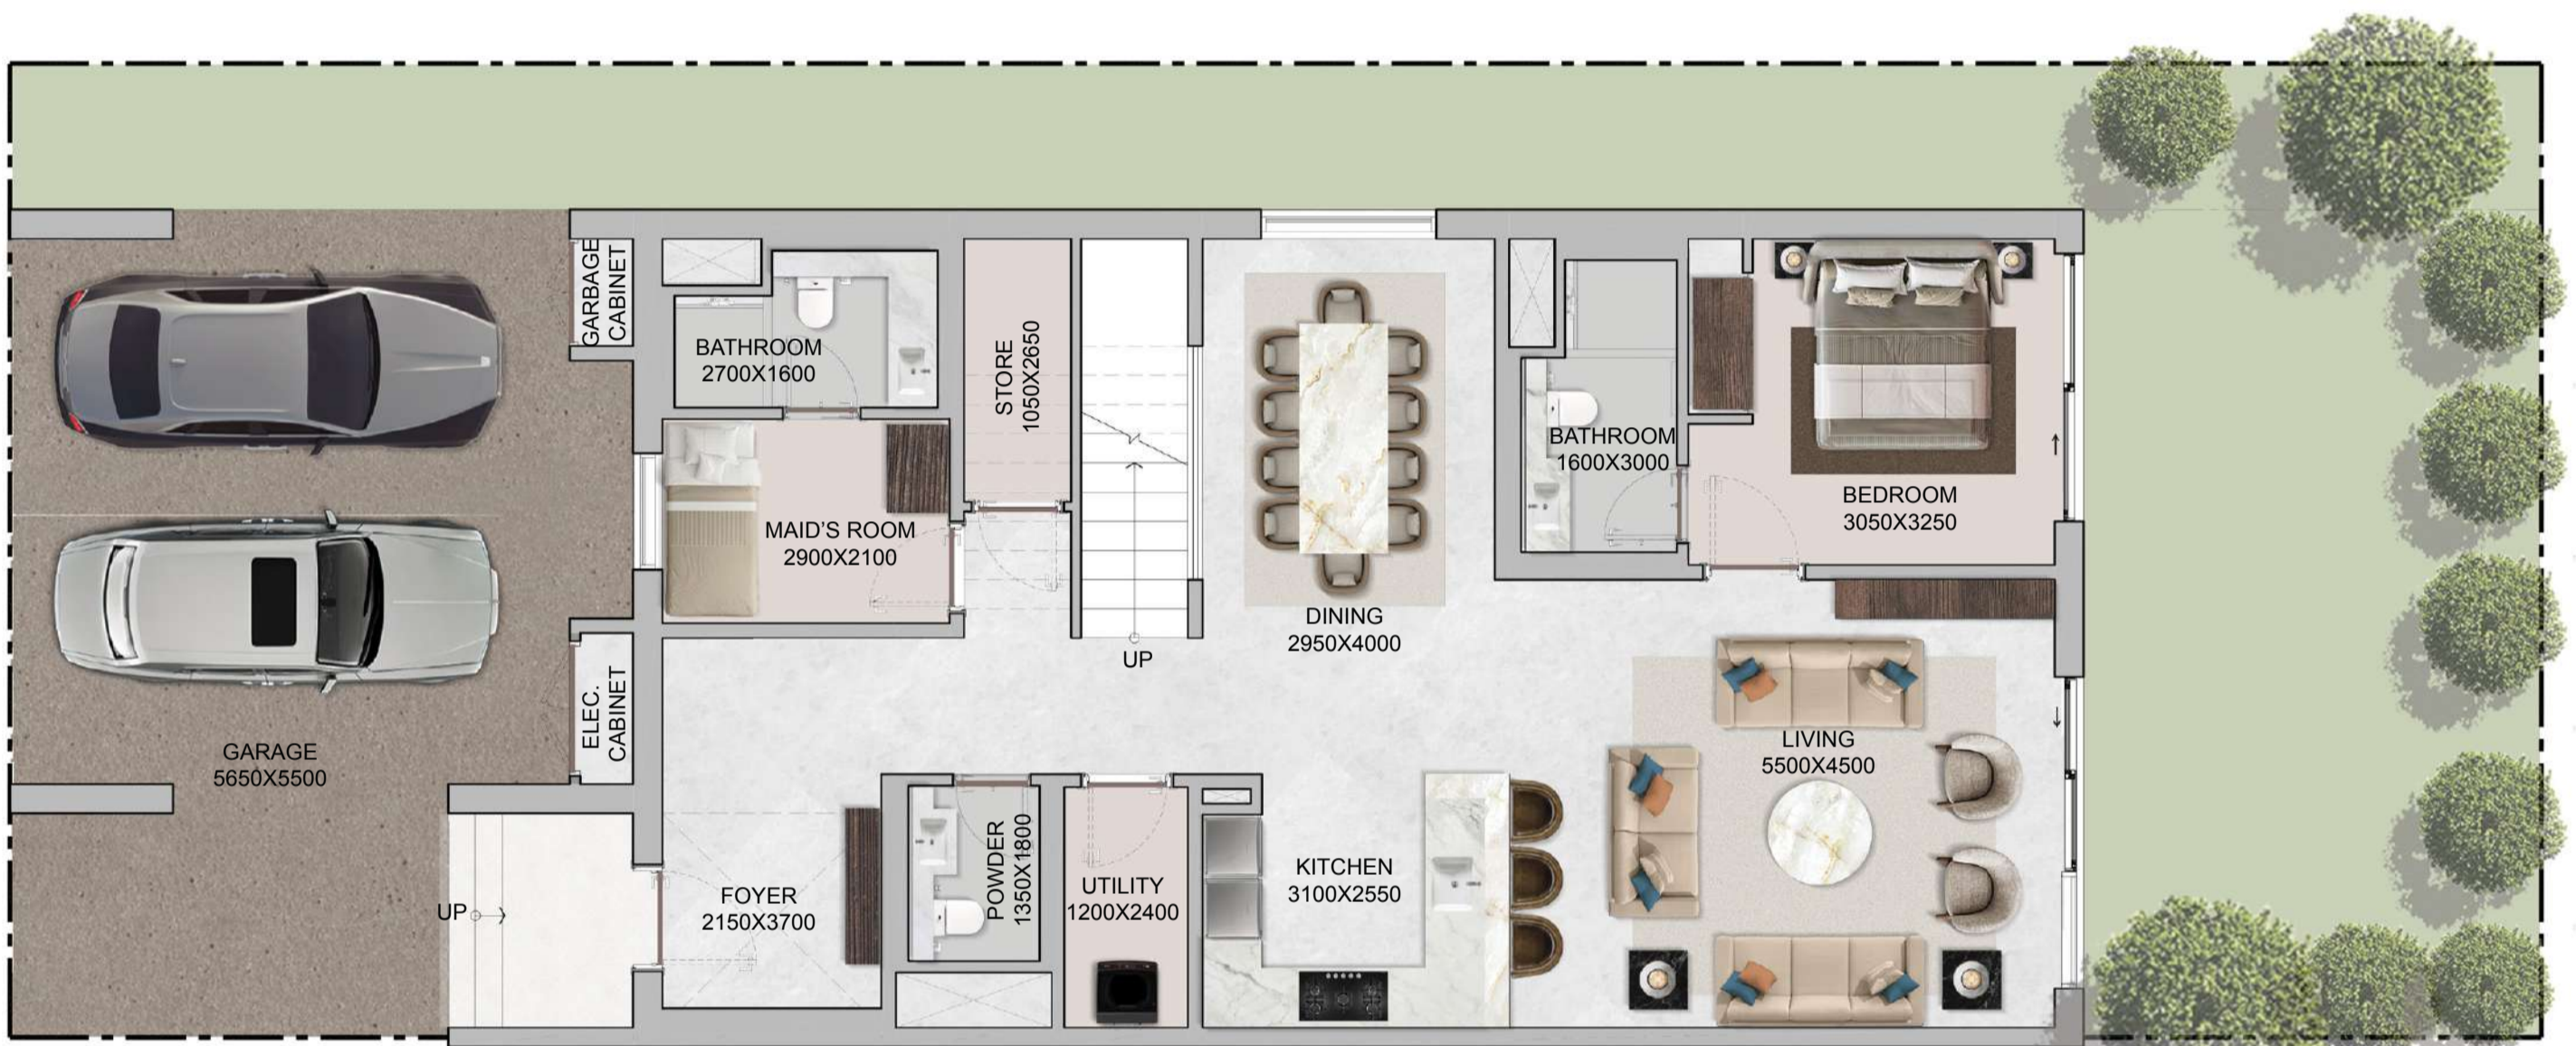 GARBAGE
CABINET
BATHROOM
2700X1600
STORE
1050X2650
BATHROOM
1600X3000
BEDROOM
3050X3250
MAID'S ROOM
2900X2100
DINING
2950X4000
UP
ELEC.
CABINET
GARAGE
5650X5500
LIVING
5500X4500
UP
FOYER
2150X3700
POWDER
1350X1800
UTILITY
1200X2400
KITCHEN
3100X2550